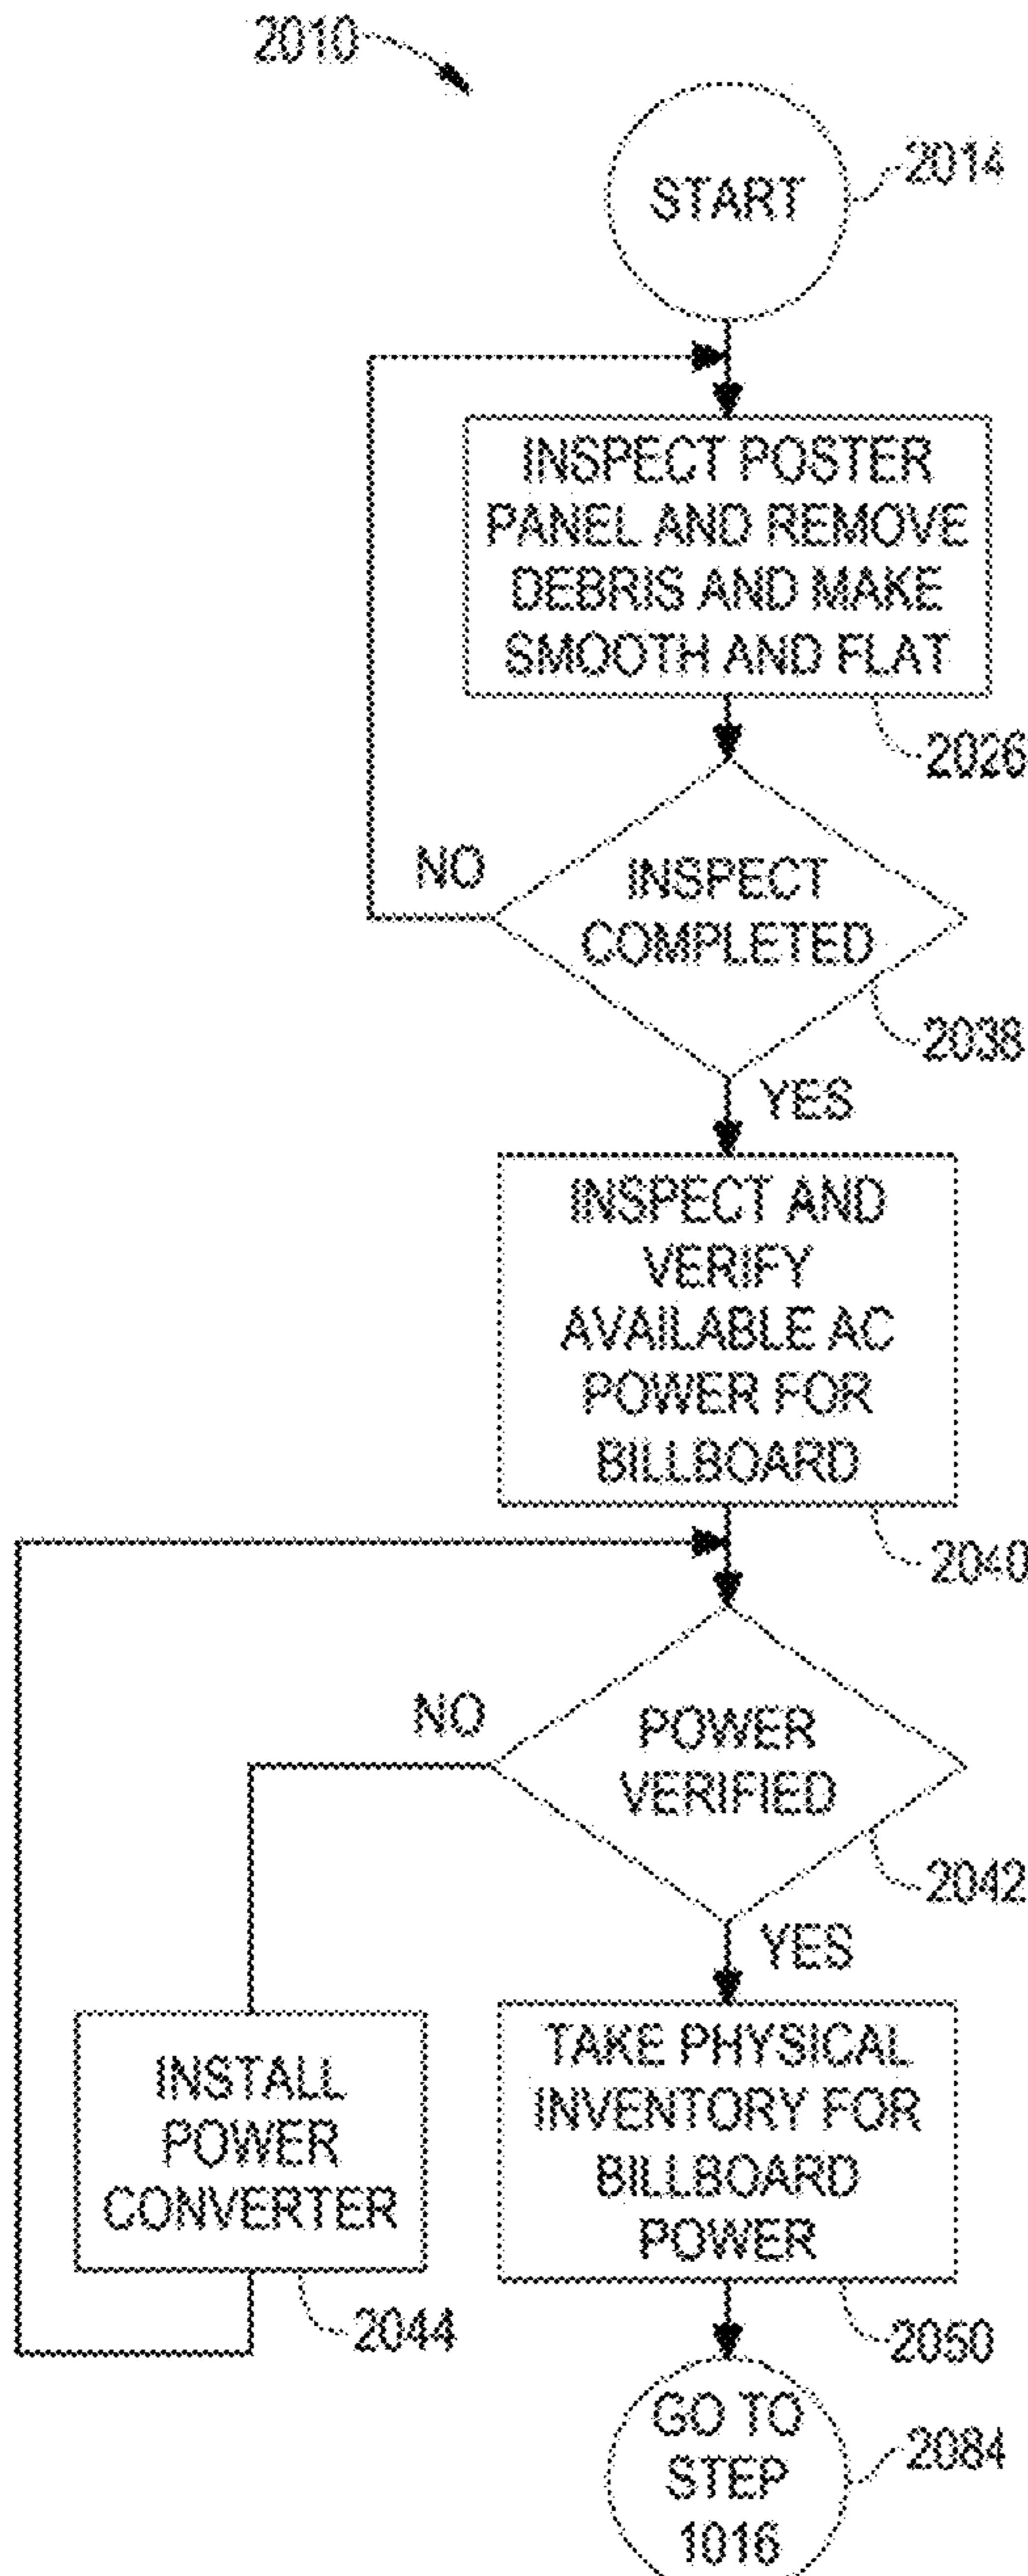 2010
START
2014
INSPECT POSTER
PANEL AND REMOVE
DEBRIS AND MAKE
SMOOTH AND FLAT
2026
NO
INSPECT
COMPLETED
2038
YES
INSPECT AND
VERIFY
AVAILABLE AC
POWER FOR
BILLBOARD
2040
NO
POWER
VERIFIED
2042
YES
INSTALL
POWER
CONVERTER
2044
TAKE PHYSICAL
INVENTORY FOR
BILLBOARD
POWER
2050
GO TO
STEP
1016
2084